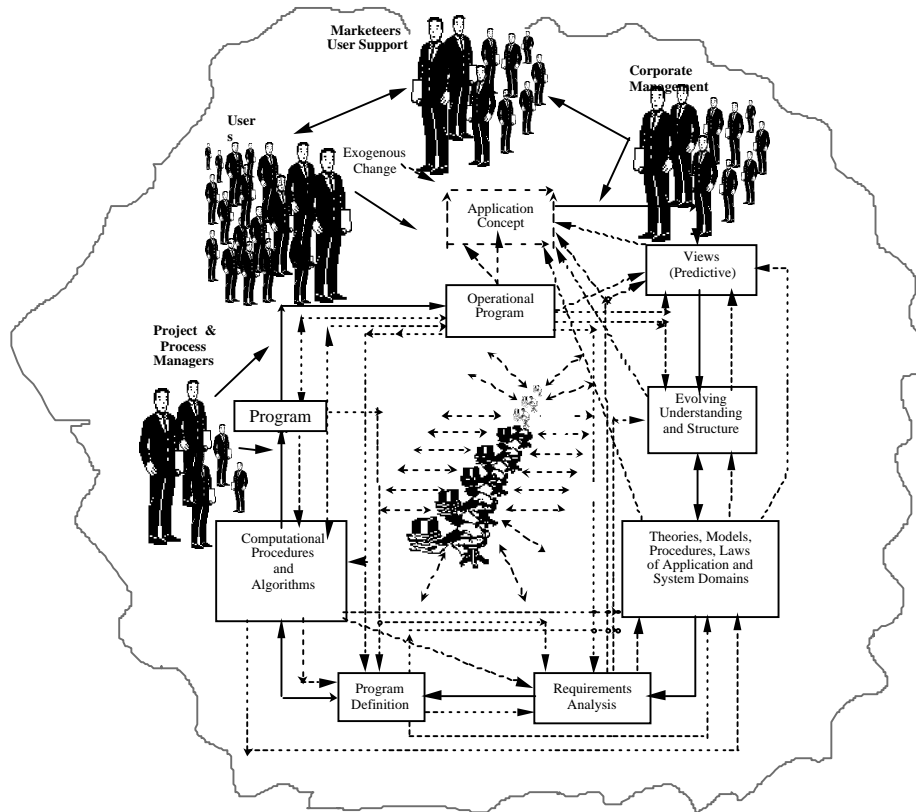 Marketeers
User Support
Corporate
Management
User
s
Exogenous
Change
Application
Concept
Views
(Predictive)
Operational
Program
Project & 
Process
Managers
Program
Evolving
Understanding
and Structure
Computational
Procedures
and
Algorithms
Theories, Models,
Procedures, Laws
of Application and
System Domains
Program
Definition
Requirements
Analysis